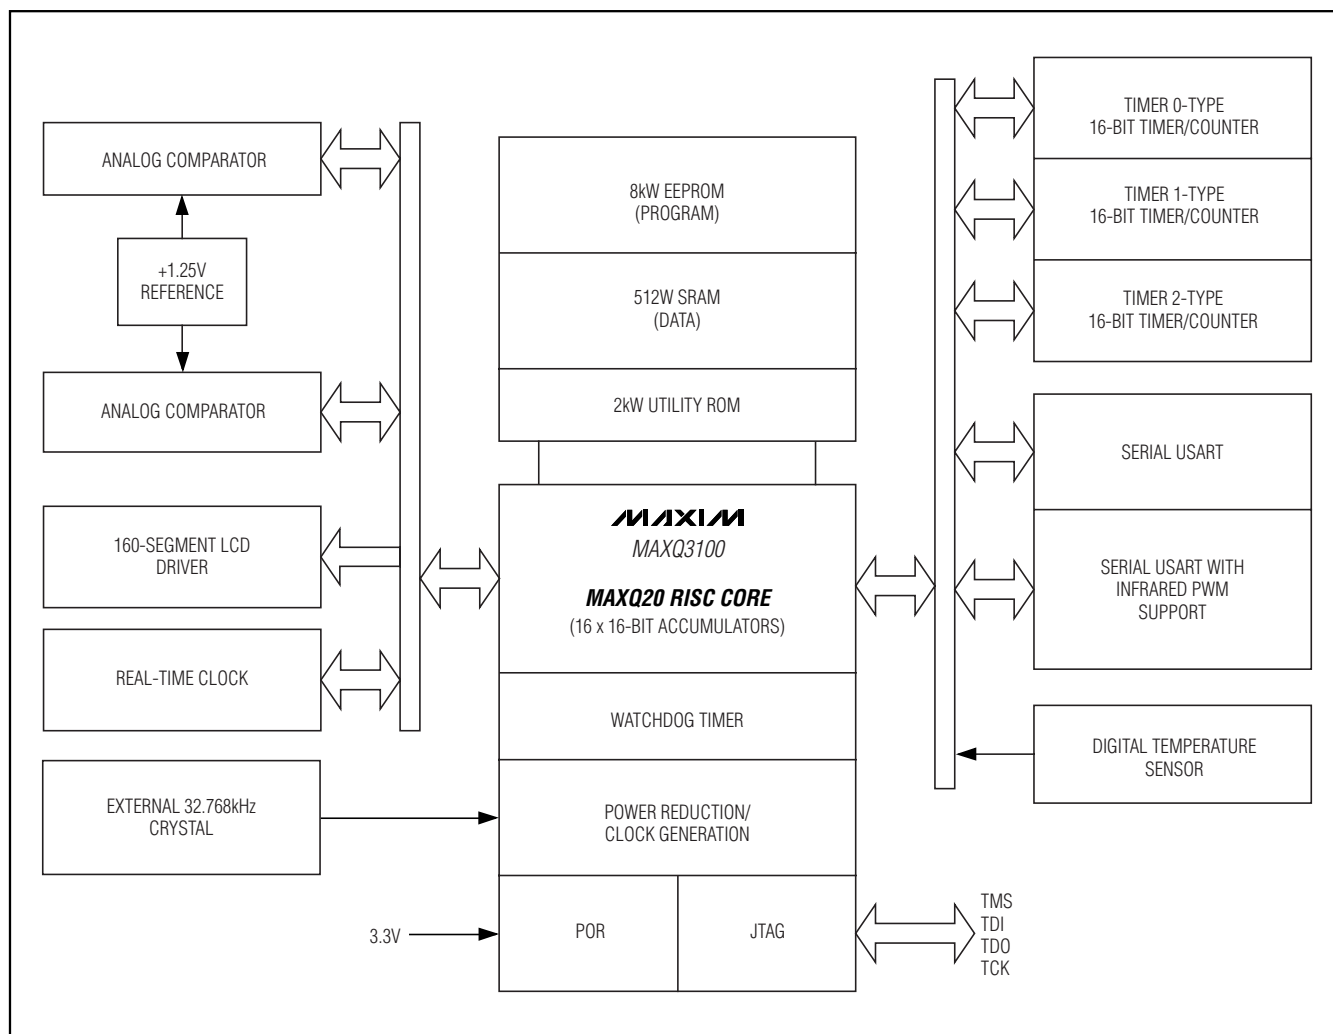 ANALOG COMPARATOR
+1.25V
REFERENCE
ANALOG COMPARATOR
160-SEGMENT LCD
DRIVER
REAL-TIME CLOCK
EXTERNAL 32.768kHz
CRYSTAL
3.3V
8kW EEPROM
(PROGRAM)
512W SRAM
(DATA)
2kW UTILITY ROM
MAXIM
MAXQ3100
MAXQ20 RISC CORE
(16 x 16-BIT ACCUMULATORS)
WATCHDOG TIMER
POWER REDUCTION/
CLOCK GENERATION
POR
JTAG
TIMER 0-TYPE
16-BIT TIMER/COUNTER
TIMER 1-TYPE
16-BIT TIMER/COUNTER
TIMER 2-TYPE
16-BIT TIMER/COUNTER
SERIAL USART
SERIAL USART WITH
INFRARED PWM
SUPPORT
DIGITAL TEMPERATURE
SENSOR
TMS
TDI
TDO
TCK